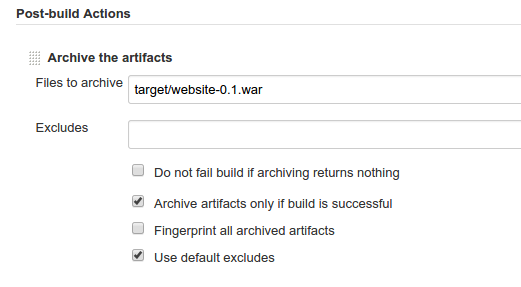 Post-build Actions
Archive the artifacts
Files to archive target/website-0.1.war
Excludes
Do not fail build if archiving returns nothing
Archive artifacts only if build is successful
Fingerprint all archived artifacts
Use default excludes